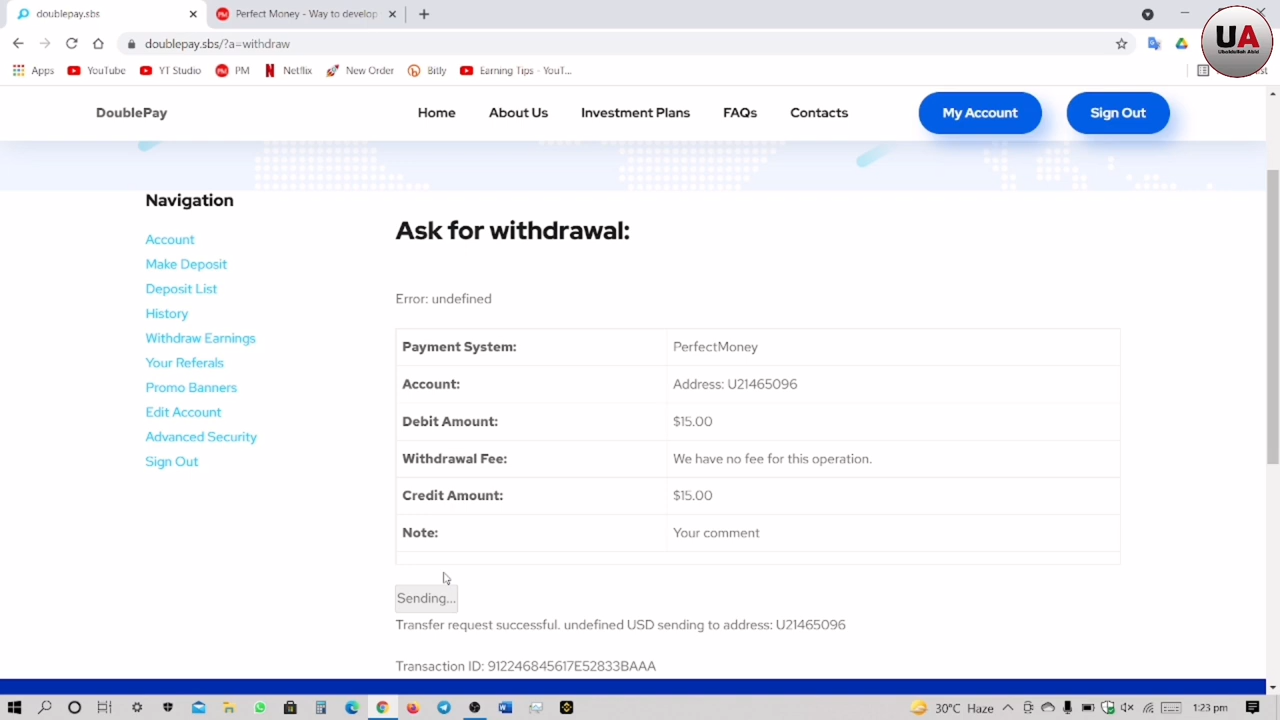 doublepay.sbs
Perfect Money - Way to develop
doublepay.sbs/?a=withdraw
Apps YouTube YT Studio PM Netflix New Order Bitly Earning Tips - YouT...
UA
DoublePay Home About Us Investment Plans FAQs Contacts My Account Sign Out
Navigation
Account
Make Deposit
Deposit List
History
Withdraw Earnings
Your Referals
Promo Banners
Edit Account
Advanced Security
Sign Out
Ask for withdrawal:
Error: undefined
Payment System: PerfectMoney
Account: Address: U21465096
Debit Amount: $15.00
Withdrawal Fee: We have no fee for this operation.
Credit Amount: $15.00
Note: Your comment
Sending...
Transfer request successful. undefined USD sending to address: U21465096
Transaction ID: 912246845617E52833BAAA
30°C Haze 1:23 pm